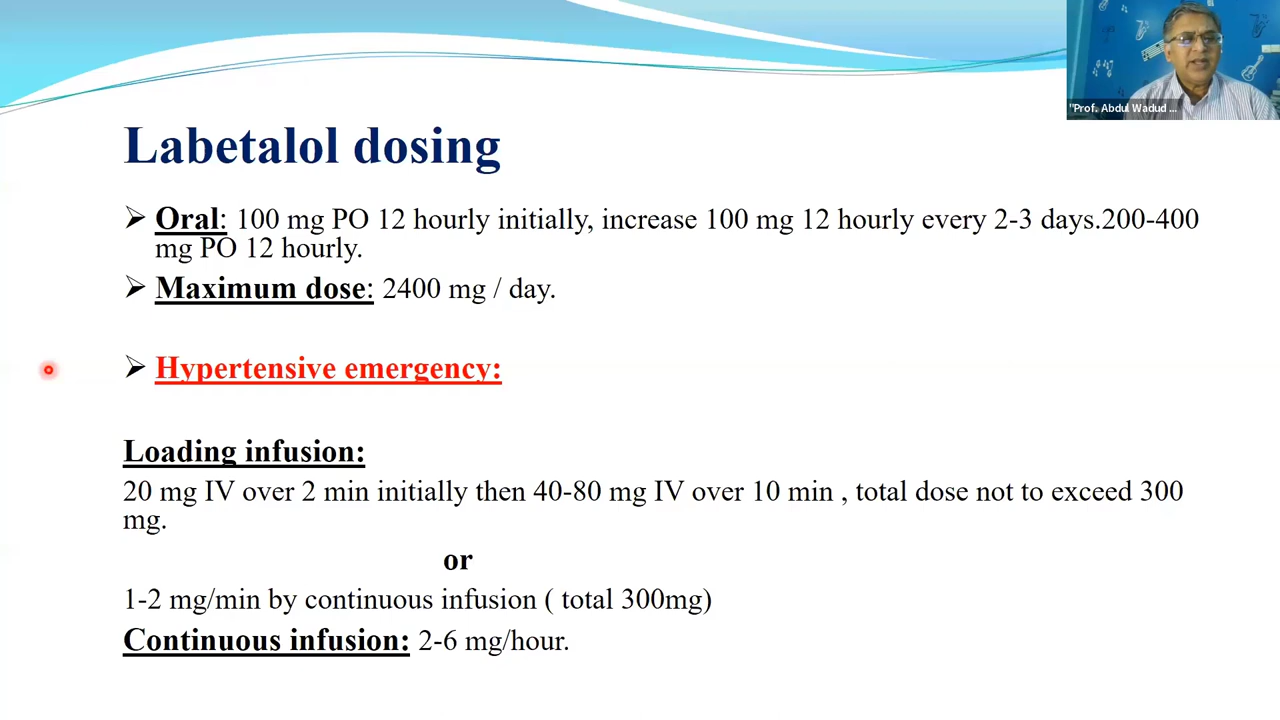 "Prof. Abdul Wadud ...
Labetalol dosing
➢ Oral: 100 mg PO 12 hourly initially, increase 100 mg 12 hourly every 2-3 days.200-400
mg PO 12 hourly.
➢ Maximum dose: 2400 mg / day.
➢ Hypertensive emergency:
Loading infusion:
20 mg IV over 2 min initially then 40-80 mg IV over 10 min , total dose not to exceed 300
mg.
or
1-2 mg/min by continuous infusion ( total 300mg)
Continuous infusion: 2-6 mg/hour.